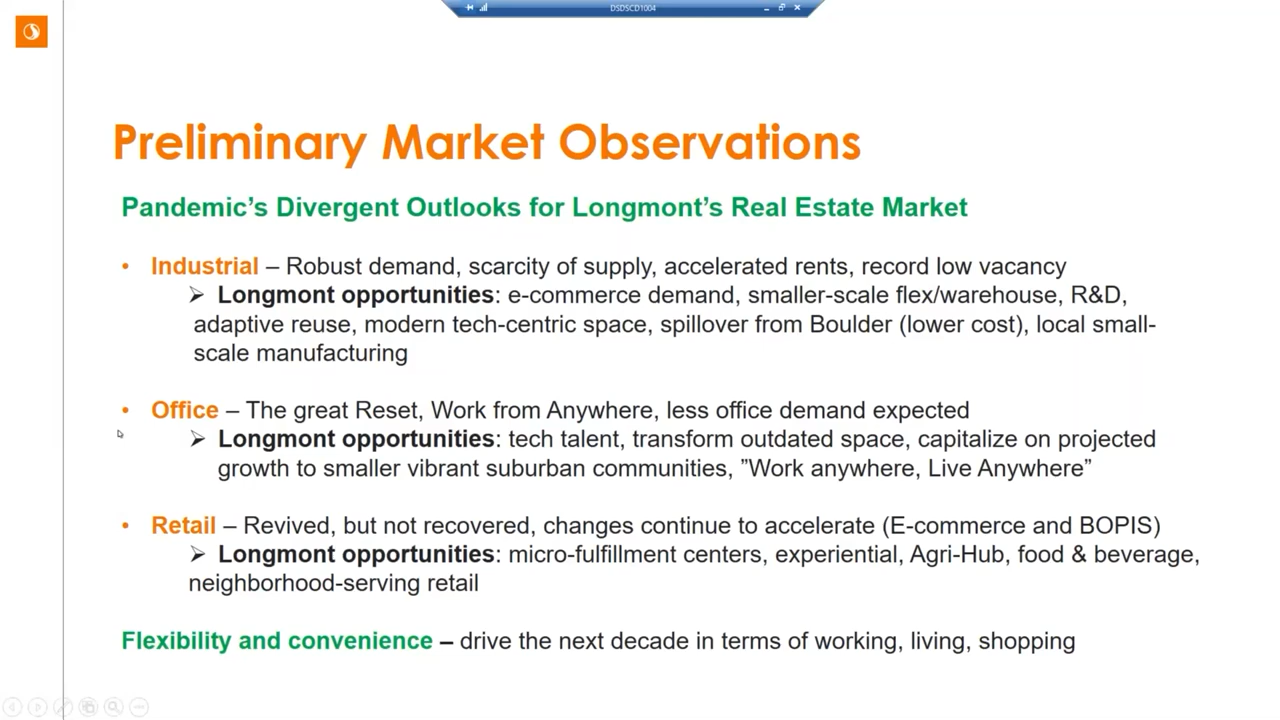 DSDSCD1004
Preliminary Market Observations
Pandemic's Divergent Outlooks for Longmont's Real Estate Market
• Industrial – Robust demand, scarcity of supply, accelerated rents, record low vacancy
➢ Longmont opportunities: e-commerce demand, smaller-scale flex/warehouse, R&D,
adaptive reuse, modern tech-centric space, spillover from Boulder (lower cost), local small-
scale manufacturing
• Office – The great Reset, Work from Anywhere, less office demand expected
➢ Longmont opportunities: tech talent, transform outdated space, capitalize on projected
growth to smaller vibrant suburban communities, ”Work anywhere, Live Anywhere”
• Retail – Revived, but not recovered, changes continue to accelerate (E-commerce and BOPIS)
➢ Longmont opportunities: micro-fulfillment centers, experiential, Agri-Hub, food & beverage,
neighborhood-serving retail
Flexibility and convenience – drive the next decade in terms of working, living, shopping